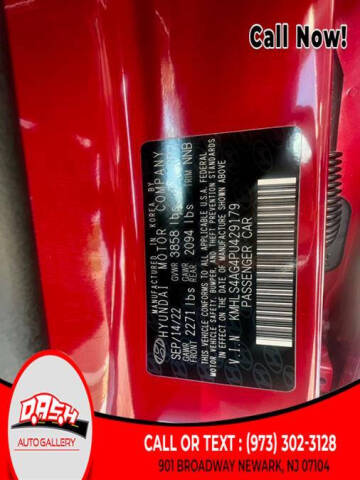 Call Now!
MANUFACTURED IN KOREA BY
HYUNDAI MOTOR COMPANY
SEP/14/22 GVWR 3858 lbs
GAWR FRONT 2271 lbs GAWR REAR 2094 lbs TRIM NNB
THIS VEHICLE CONFORMS TO ALL APPLICABLE U.S.A. FEDERAL
MOTOR VEHICLE SAFETY, BUMPER, AND THEFT PREVENTION STANDARDS
IN EFFECT ON THE DATE OF MANUFACTURE SHOWN ABOVE
V.I.N. : KMHLS4AG4PU429179
PASSENGER CAR
D.A.S.H
AUTO GALLERY
CALL OR TEXT : (973) 302-3128
901 BROADWAY NEWARK, NJ 07104